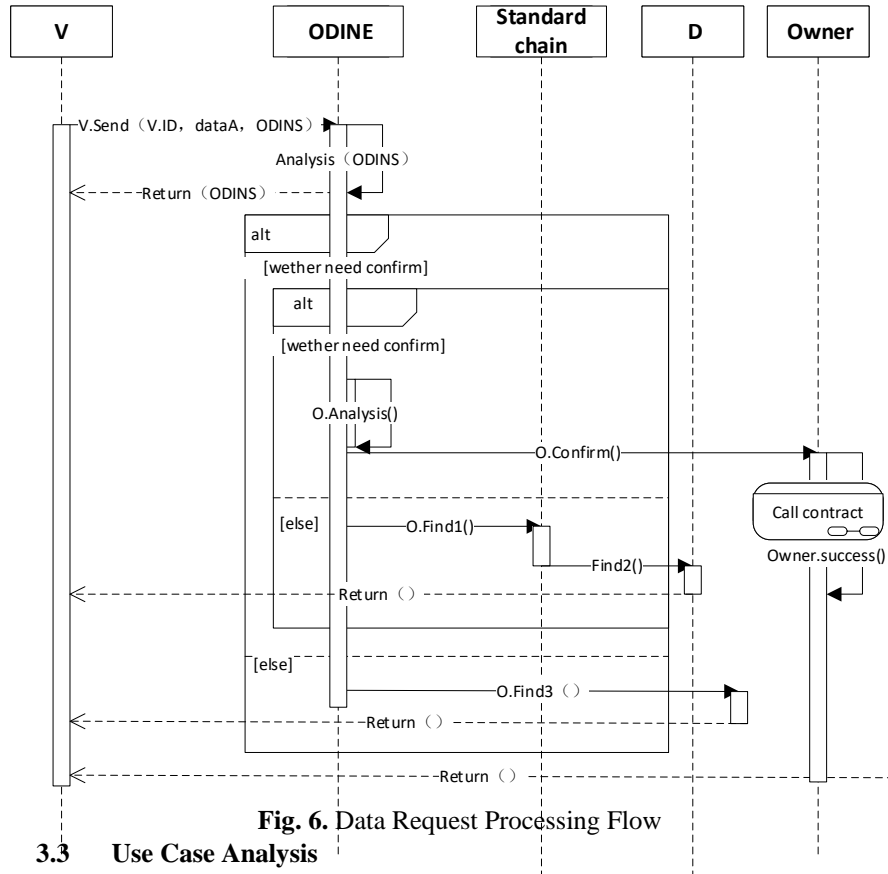 V
ODINE
Standard
chain
D
Owner
V.Send（V.ID，dataA，ODINS）
Analysis（ODINS）
Return（ODINS）
alt
[wether need confirm]
alt
[wether need confirm]
O.Analysis()
O.Confirm()
Call contract
[else]
O.Find1()
Owner.success()
Find2()
Return（）
[else]
O.Find3（）
Return（）
Return（）
Fig. 6. Data Request Processing Flow
3.3 Use Case Analysis